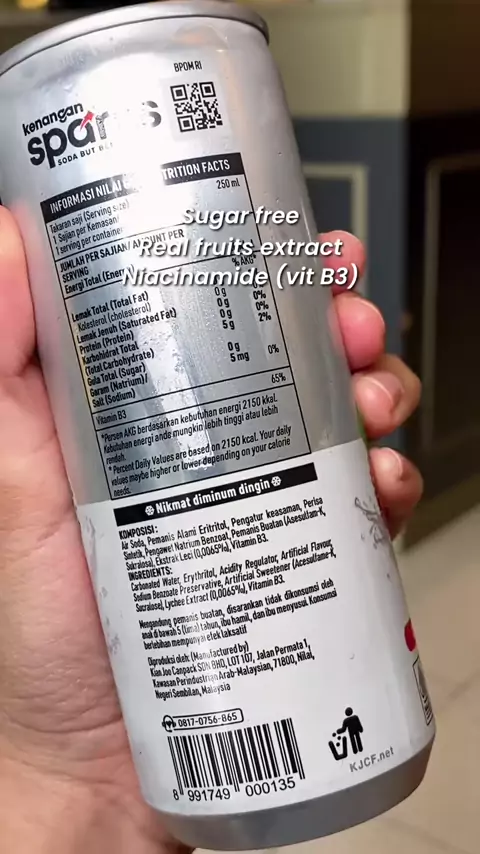 BPOM RI
kenangan
SODA BUT
INFORMASI NILAI NUTRITION FACTS
Takaran saji (Serving size) 250 ml
1 Sajian per Kemasan/
1 serving per container
JUMLAH PER SAJIAN/AMOUNT PER
SERVING
Energi Total %AKG*
Sugar free
Real fruits extract
Niacinamide (vit B3)
Lemak Total (Total Fat) 0 g 0%
Kolesterol (cholesterol) 0 g 0%
Lemak Jenuh (Saturated Fat) 0 g 0%
Protein (Protein) 0 g 0%
Karbohidrat Total 5 g 2%
(Total Carbohydrate)
Gula Total (Sugar) 0 g
Garam (Natrium)/ 5 mg 0%
Salt (Sodium)
Vitamin B3 65%
*Persen AKG berdasarkan kebutuhan energi 2150 kkal.
Kebutuhan energi anda mungkin lebih tinggi atau lebih
rendah.
* Percent Daily Values are based on 2150 kcal. Your daily
values maybe higher or lower depending on your calorie
needs.
Nikmat diminum dingin
KOMPOSISI:
Air Soda, Pemanis Alami Eritritol, Pengatur keasaman, Perisa
Sintetik, Pengawet Natrium Benzoat, Pemanis Buatan (Asesulfam-K,
Sukralosa), Ekstrak Leci (0,0065%), Vitamin B3.
INGREDIENTS:
Carbonated Water, Erythritol, Acidity Regulator, Artificial Flavour,
Sodium Benzoate Preservative, Artificial Sweetener (Acesulfame-K,
Sucralose), Lychee Extract (0,0065%), Vitamin B3.
Mengandung pemanis buatan, disarankan tidak dikonsumsi oleh
anak di bawah 5 (lima) tahun, ibu hamil, dan ibu menyusui. Konsumsi
berlebihan mempunyai efek laksatif
Diproduksi oleh: (Manufactured by)
Kian Joo Canpack SDN BHD, LOT 107, Jalan Permata 1,
Kawasan Perindustrian Arab-Malaysian, 71800, Nilai,
Negeri Sembilan, Malaysia
0817-0756-865
8 991749 000135
KJCF.net